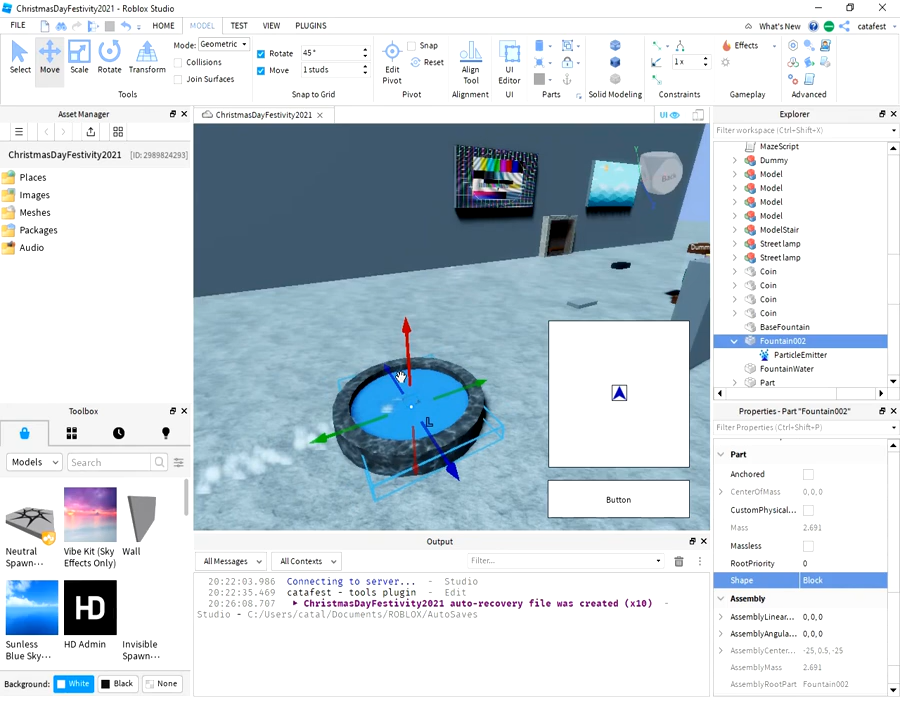 ChristmasDayFestivity2021 - Roblox Studio
FILE HOME MODEL TEST VIEW PLUGINS What's New catafest
Select Move Scale Rotate Transform
Mode: Geometric
Collisions
Join Surfaces
Tools
Rotate 45°
Move 1 studs
Snap to Grid
Edit Pivot
Snap
Reset
Pivot
Align Tool
Alignment
UI Editor
UI
Parts
Solid Modeling
1 x
Constraints
Effects
Gameplay
Advanced
Asset Manager
ChristmasDayFestivity2021 [ID: 2989824293]
Places
Images
Meshes
Packages
Audio
Toolbox
Models Search
Neutral Spawn-··
Vibe Kit (Sky Effects Only)
Wall
HD
Sunless Blue Sky-··
HD Admin
Invisible Spawn-··
Background: White Black None
ChristmasDayFestivity2021
UI
Back
Y
Dumm
L
Button
Output
All Messages All Contexts Filter...
20:22:03.986 Connecting to server... - Studio
20:22:35.469 catafest - tools plugin - Edit
20:26:08.707 ChristmasDayFestivity2021 auto-recovery file was created (x10) -
Studio - C:/Users/catal/Documents/ROBLOX/AutoSaves
Explorer
Filter workspace (Ctrl+Shift+X)
MazeScript
Dummy
Model
Model
Model
Model
ModelStair
Street lamp
Street lamp
Coin
Coin
Coin
Coin
BaseFountain
Fountain002
ParticleEmitter
FountainWater
Part
Properties - Part "Fountain002"
Filter Properties (Ctrl+Shift+P)
Part
Anchored
CenterOfMass 0, 0, 0
CustomPhysical...
Mass 2.691
Massless
RootPriority 0
Shape Block
Assembly
AssemblyLinear... 0, 0, 0
AssemblyAngula... 0, 0, 0
AssemblyCenter... -25, 0.5, -25
AssemblyMass 2.691
AssemblyRootPart Fountain002